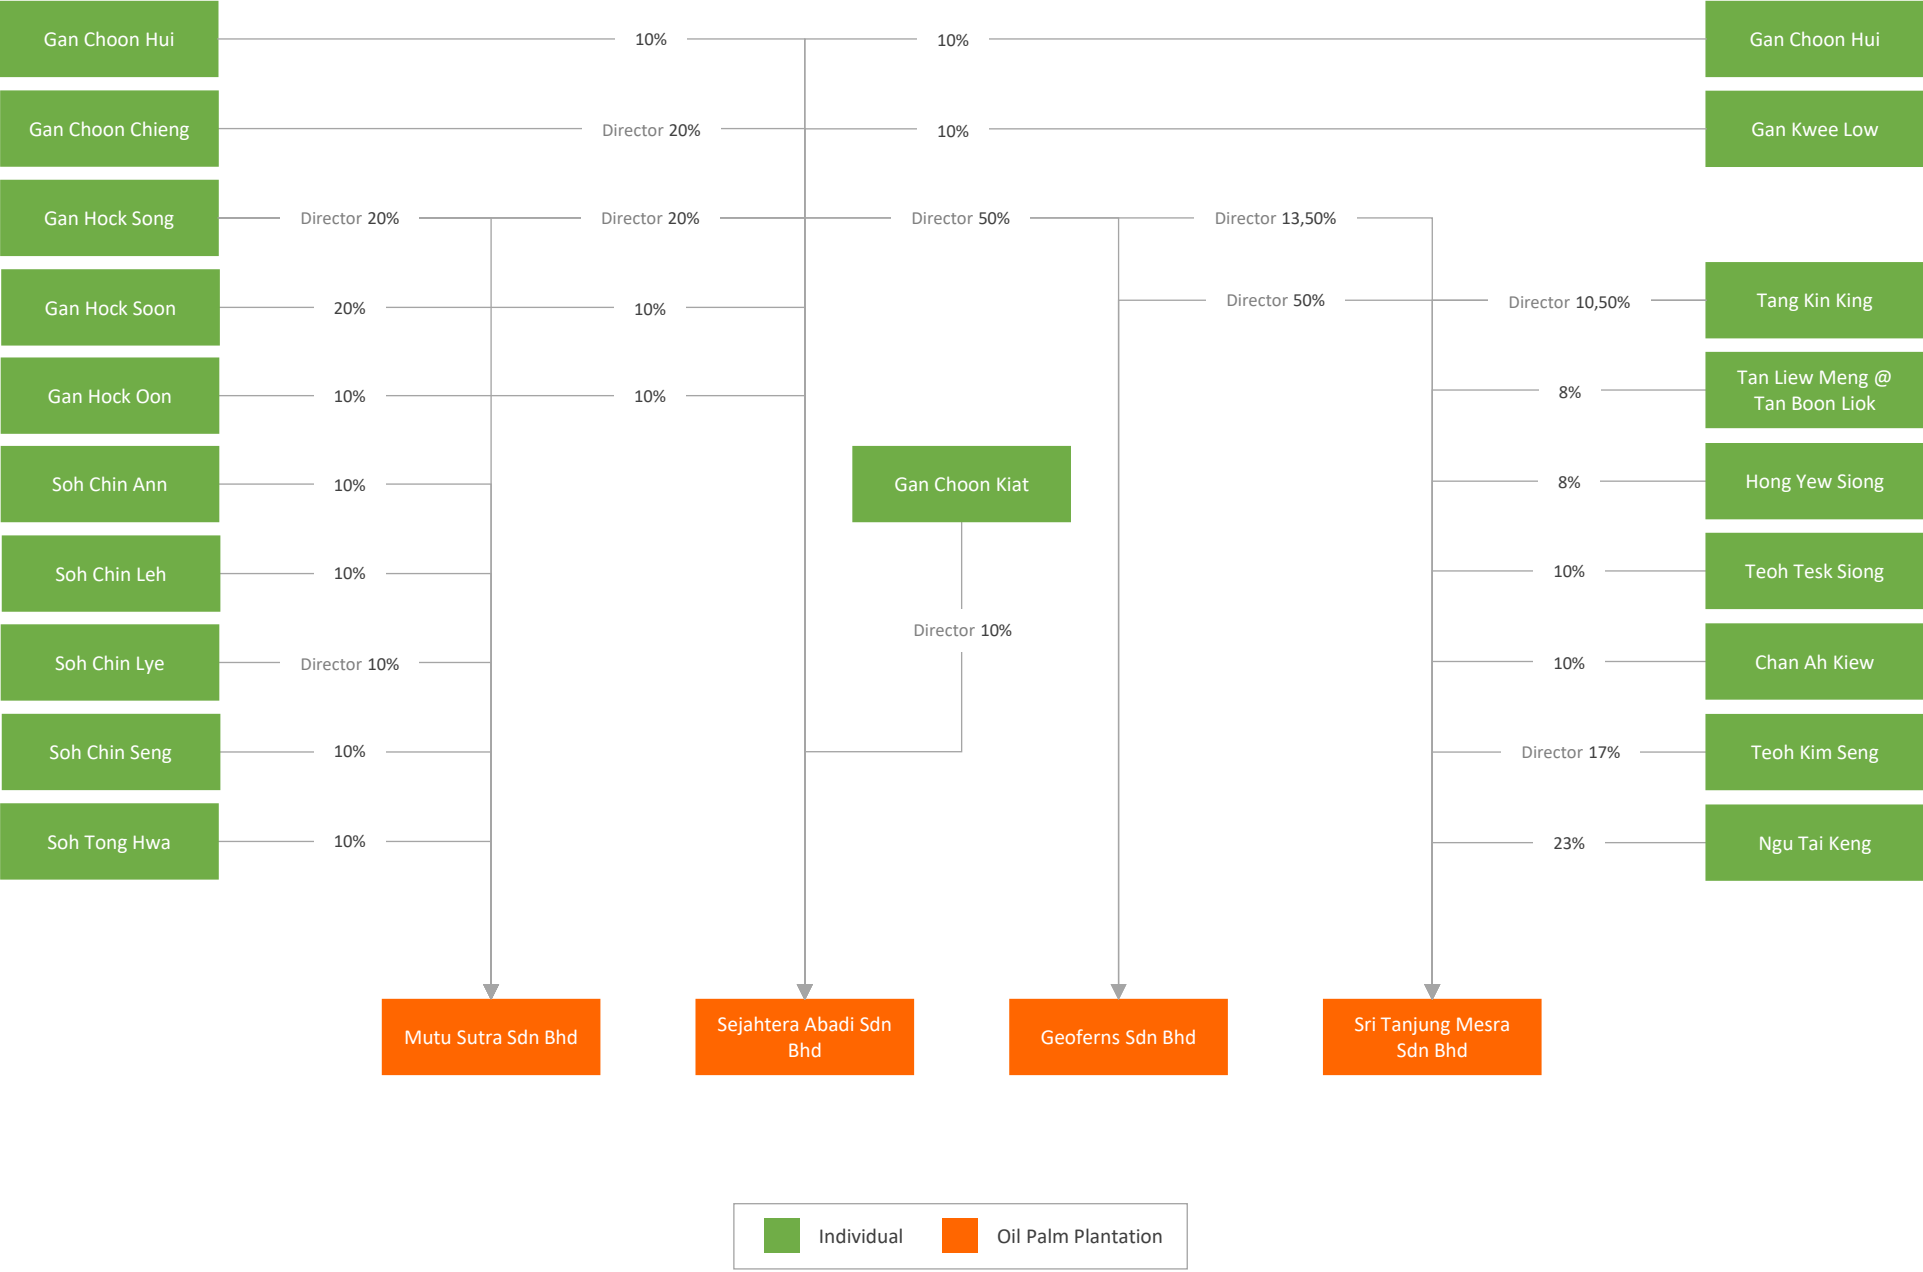 Gan Choon Hui 10% 10% Gan Choon Hui
Gan Choon Chieng Director 20% 10% Gan Kwee Low
Gan Hock Song Director 20% Director 20% Director 50% Director 13,50%
Director 50% Director 10,50% Tang Kin King
Gan Hock Soon 20% 10%
Tan Liew Meng @
Tan Boon Liok
8%
Gan Hock Oon 10% 10%
Soh Chin Ann 10% Gan Choon Kiat 8% Hong Yew Siong
Soh Chin Leh 10% 10% Teoh Tesk Siong
Director 10%
Soh Chin Lye Director 10% 10% Chan Ah Kiew
Soh Chin Seng 10% Director 17% Teoh Kim Seng
Soh Tong Hwa 10% 23% Ngu Tai Keng
Mutu Sutra Sdn Bhd
Sejahtera Abadi Sdn
Bhd
Geoferns Sdn Bhd
Sri Tanjung Mesra
Sdn Bhd
Individual Oil Palm Plantation